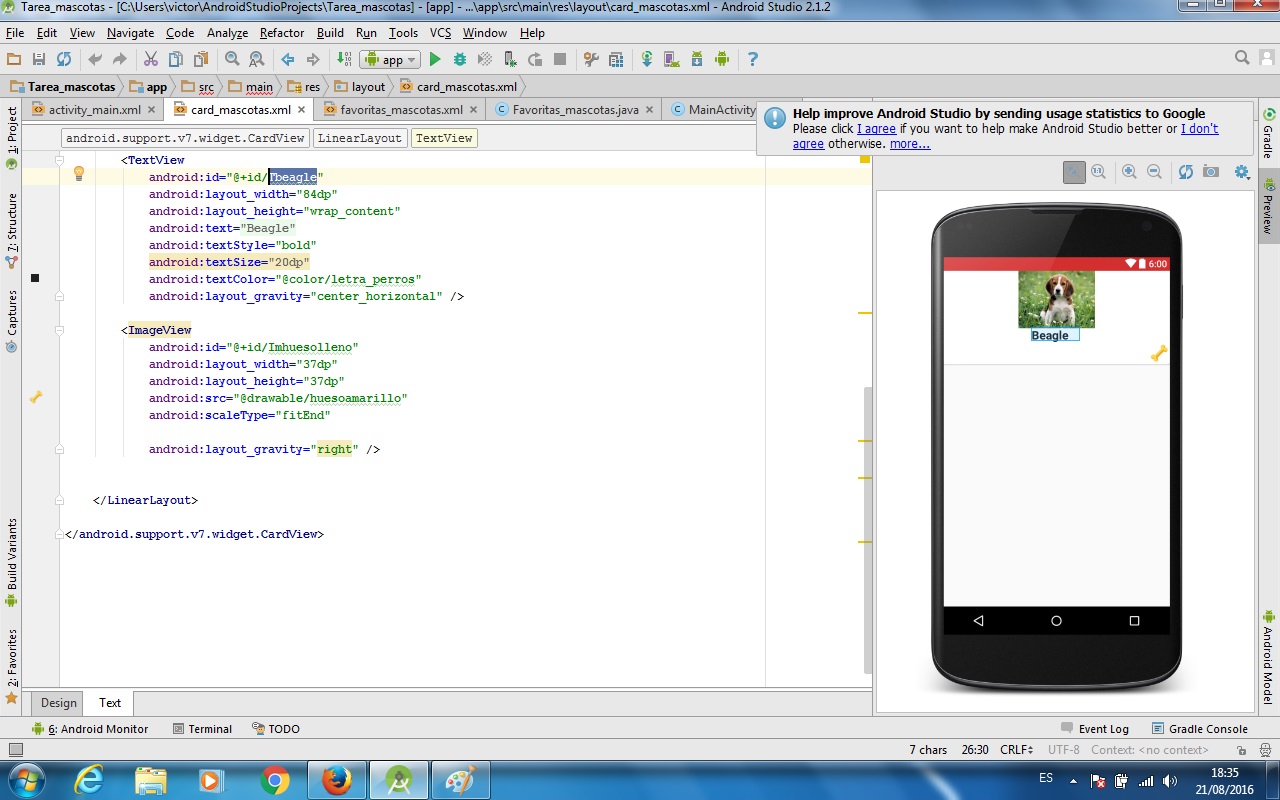 Tarea_mascotas - [C:\Users\victor\AndroidStudioProjects\Tarea_mascotas] - [app] - ...\app\src\main\res\layout\card_mascotas.xml - Android Studio 2.1.2
File Edit View Navigate Code Analyze Refactor Build Run Tools VCS Window Help
app
Tarea_mascotas app src main res layout card_mascotas.xml
activity_main.xml card_mascotas.xml favoritas_mascotas.xml Favoritas_mascotas.java MainActivity
Help improve Android Studio by sending usage statistics to Google
Please click I agree if you want to help make Android Studio better or I don't
agree otherwise. more...
android.support.v7.widget.CardView LinearLayout TextView
<TextView
android:id="@+id/Tbeagle"
android:layout_width="84dp"
android:layout_height="wrap_content"
android:text="Beagle"
android:textStyle="bold"
android:textSize="20dp"
android:textColor="@color/letra_perros"
android:layout_gravity="center_horizontal" />
<ImageView
android:id="@+id/Imhuesolleno"
android:layout_width="37dp"
android:layout_height="37dp"
android:src="@drawable/huesoamarillo"
android:scaleType="fitEnd"
android:layout_gravity="right" />
</LinearLayout>
</android.support.v7.widget.CardView>
1: Project
7: Structure
Captures
Build Variants
2: Favorites
6:00
Beagle
Gradle
Preview
Android Model
Design Text
6: Android Monitor Terminal TODO Event Log Gradle Console
7 chars 26:30 CRLF UTF-8 Context: <no context>
ES 18:35
21/08/2016